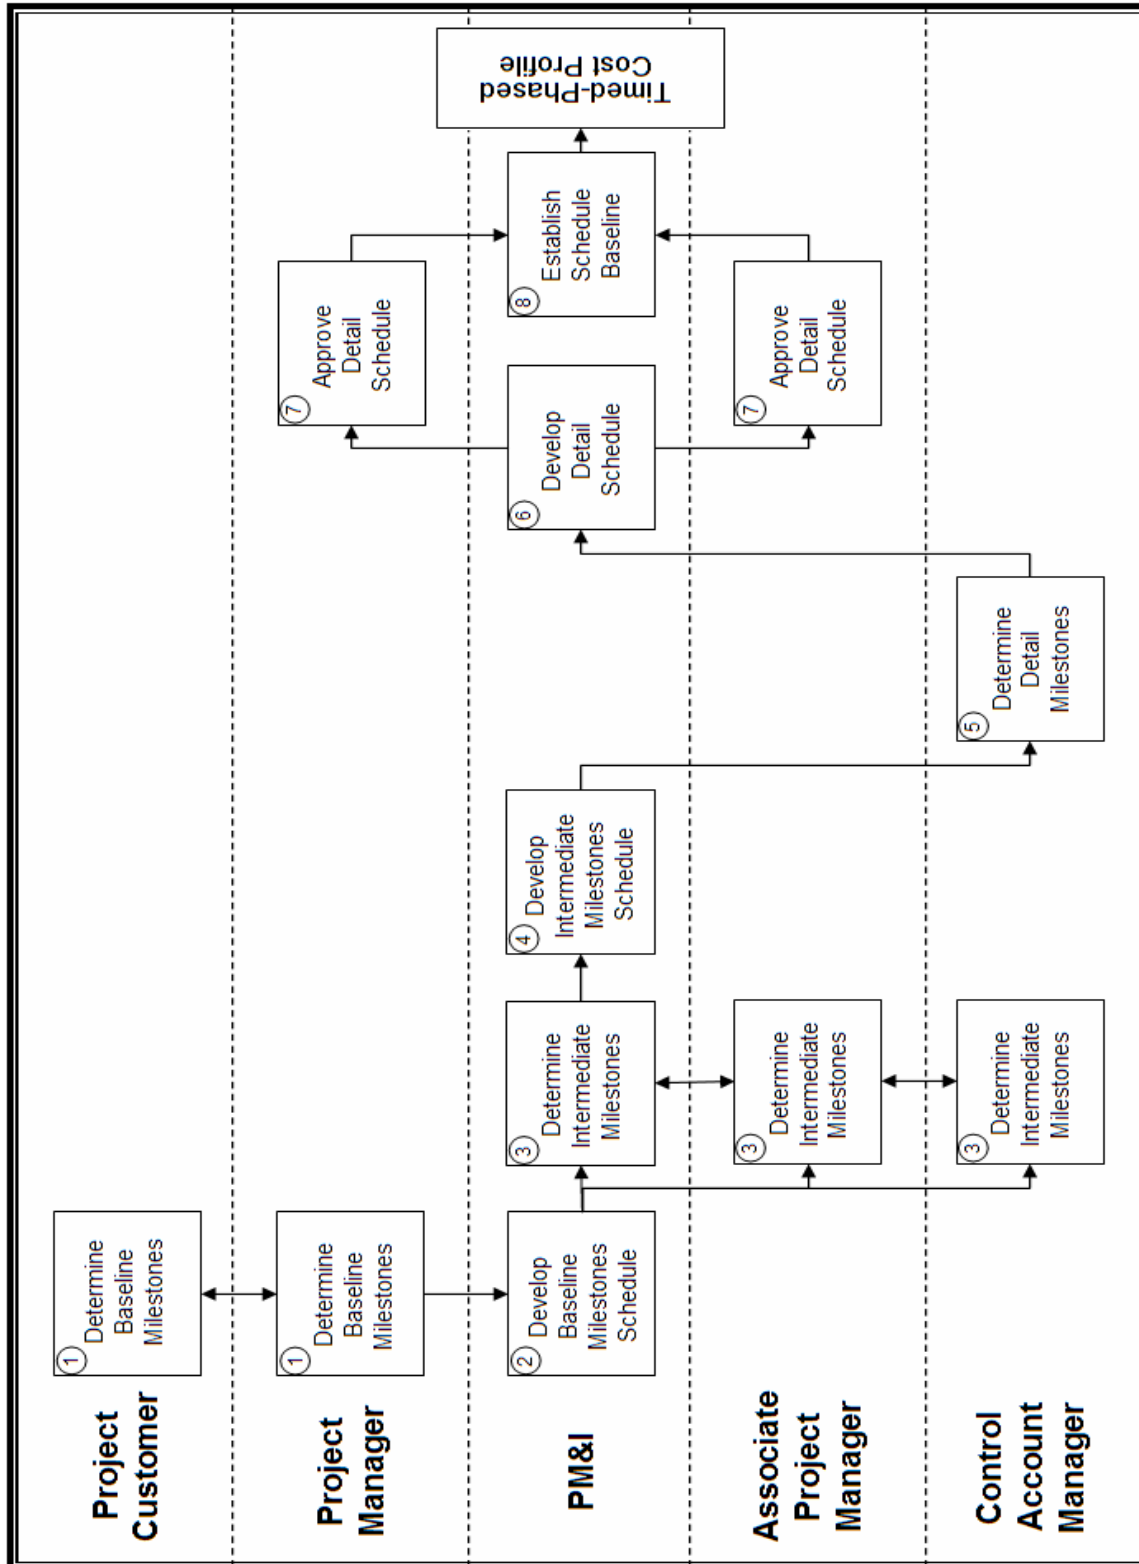 Project
Customer
1
Determine
Baseline
Milestones
Project
Manager
1
Determine
Baseline
Milestones
7
Approve
Detail
Schedule
PM&I
2
Develop
Baseline
Milestones
Schedule
3
Determine
Intermediate
Milestones
4
Develop
Intermediate
Milestones
Schedule
6
Develop
Detail
Schedule
8
Establish
Schedule
Baseline
Timed-Phased
Cost Profile
Associate
Project
Manager
3
Determine
Intermediate
Milestones
7
Approve
Detail
Schedule
Control
Account
Manager
3
Determine
Intermediate
Milestones
5
Determine
Detail
Milestones